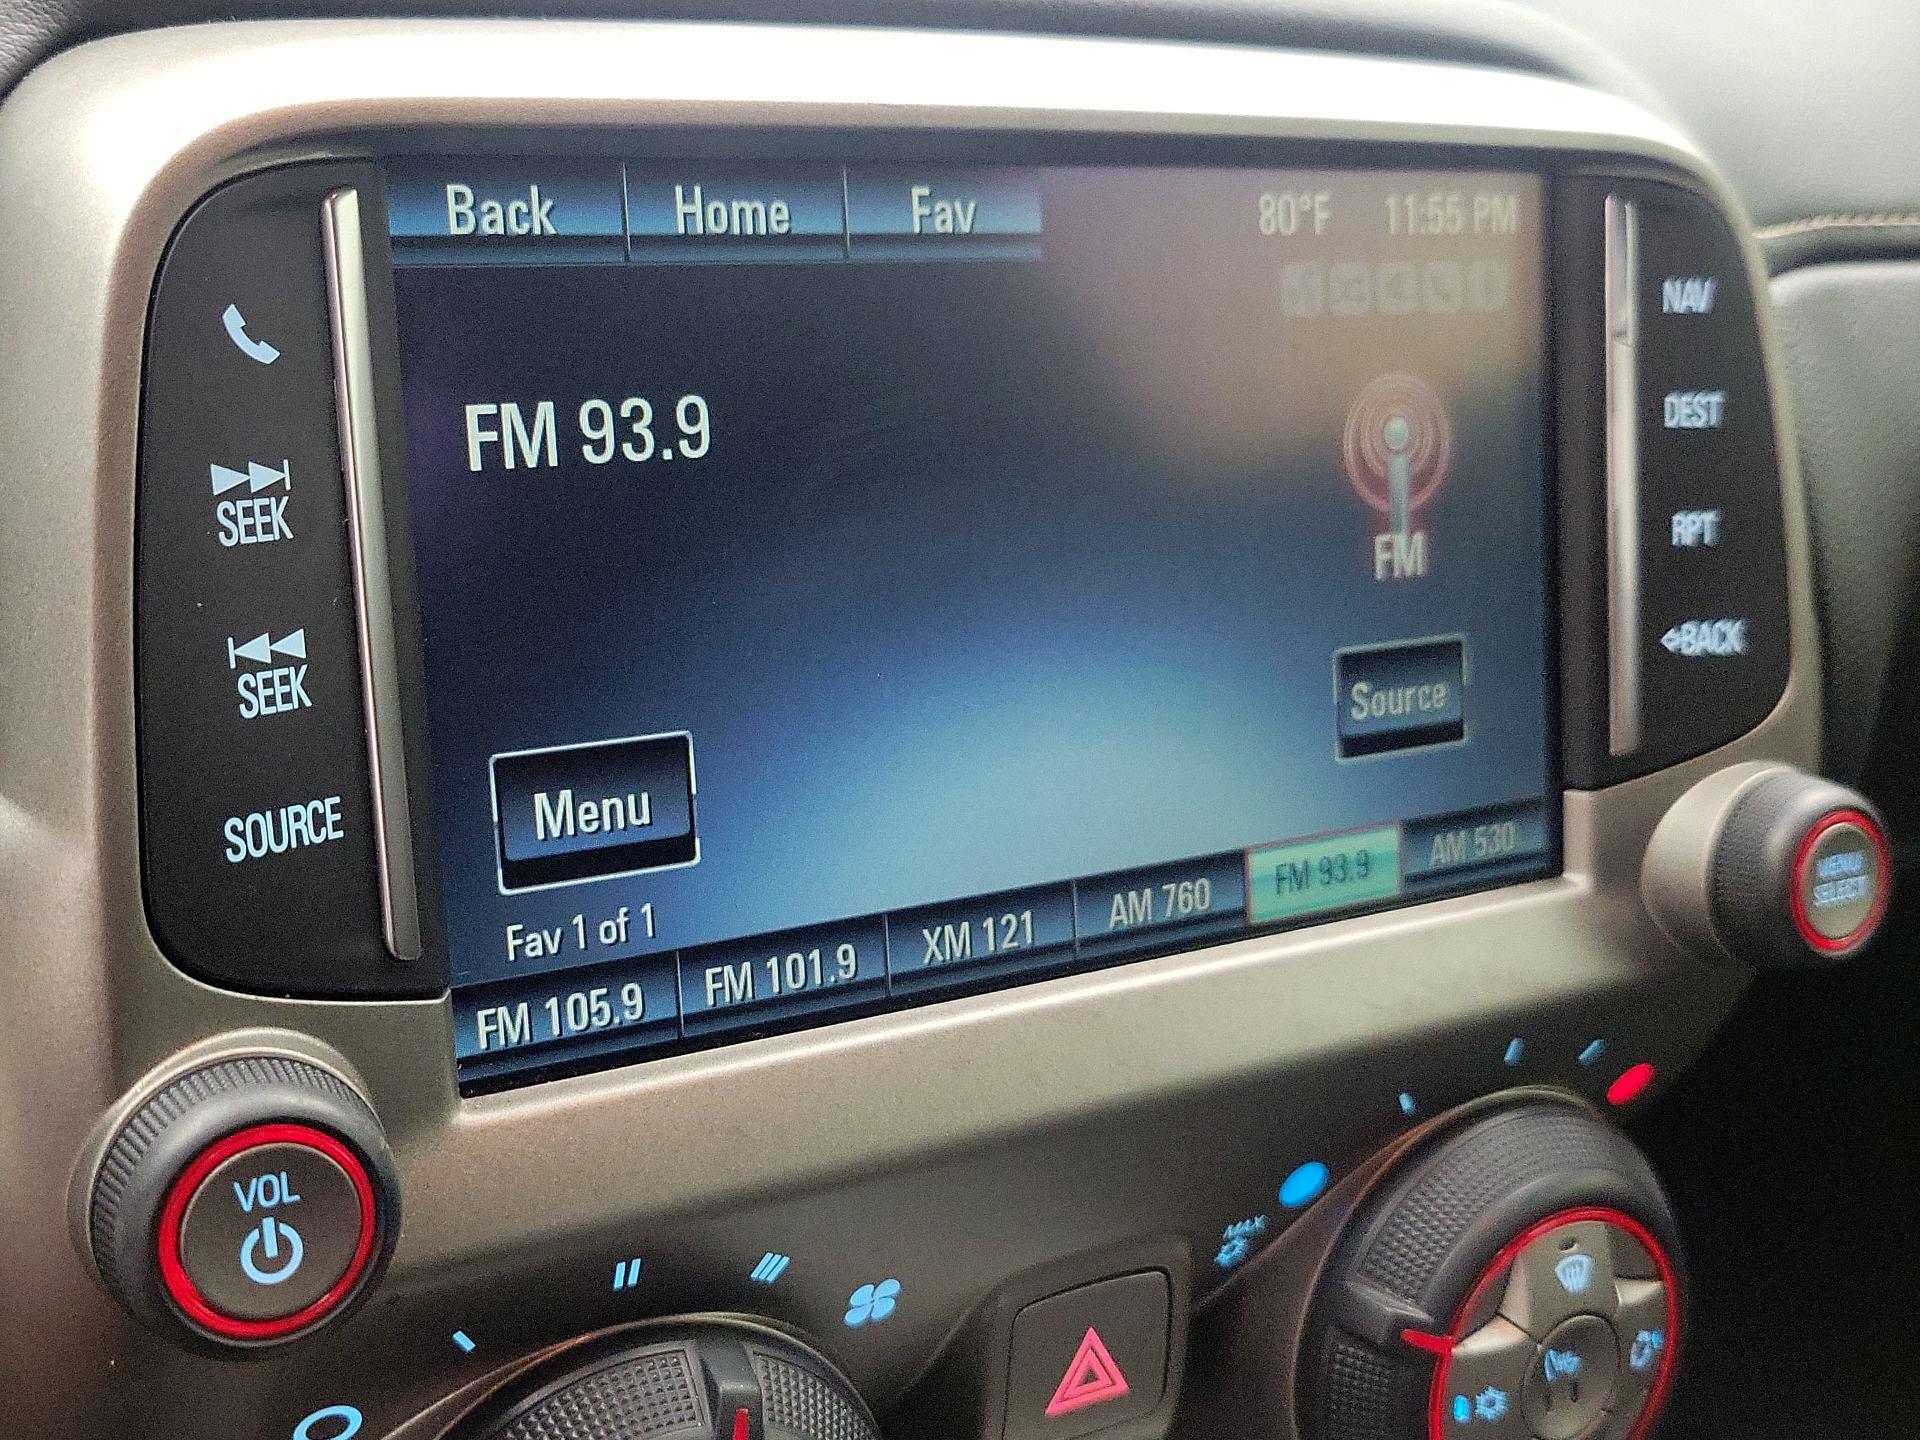 Back Home Fav 80°F 11:55 PM
NAV
DEST
FM 93.9
SEEK
FM
RPT
BACK
SEEK
Source
SOURCE
Menu
MENU
SELECT
Fav 1 of 1
FM 105.9 FM 101.9 XM 121 AM 760 FM 93.9 AM 530
VOL
MAX